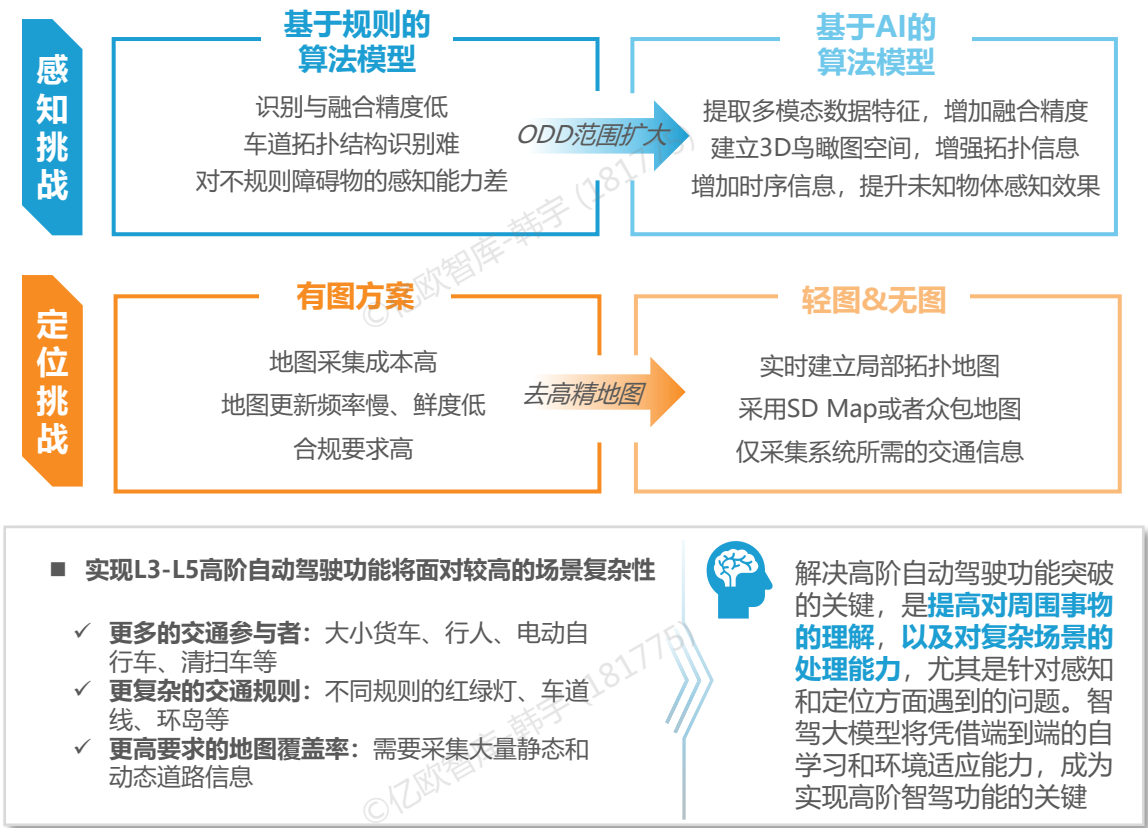 感知挑战
基于规则的
算法模型
识别与融合精度低
车道拓扑结构识别难
对不规则障碍物的感知能力差
ODD范围扩大
基于AI的
算法模型
提取多模态数据特征，增加融合精度
建立3D鸟瞰图空间，增强拓扑信息
增加时序信息，提升未知物体感知效果
定位挑战
有图方案
地图采集成本高
地图更新频率慢、鲜度低
合规要求高
去高精地图
轻图&无图
实时建立局部拓扑地图
采用SD Map或者众包地图
仅采集系统所需的交通信息
■ 实现L3-L5高阶自动驾驶功能将面对较高的场景复杂性
✓ 更多的交通参与者：大小货车、行人、电动自
行车、清扫车等
✓ 更复杂的交通规则：不同规则的红绿灯、车道
线、环岛等
✓ 更高要求的地图覆盖率：需要采集大量静态和
动态道路信息
解决高阶自动驾驶功能突破
的关键，是提高对周围事物
的理解，以及对复杂场景的
处理能力，尤其是针对感知
和定位方面遇到的问题。智
驾大模型将凭借端到端的自
学习和环境适应能力，成为
实现高阶智驾功能的关键
©亿欧智库-韩宇 (181775)
©亿欧智库-韩宇 (181775)